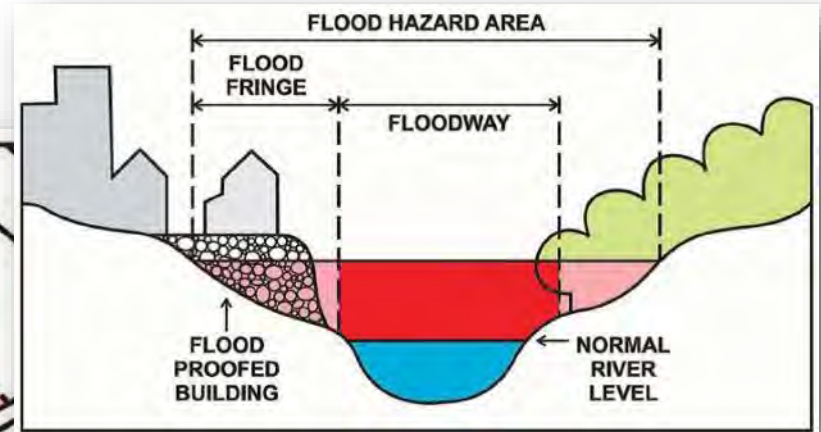 FLOOD HAZARD AREA
FLOOD
FRINGE
FLOODWAY
FLOOD
PROOFED
BUILDING
NORMAL
RIVER
LEVEL